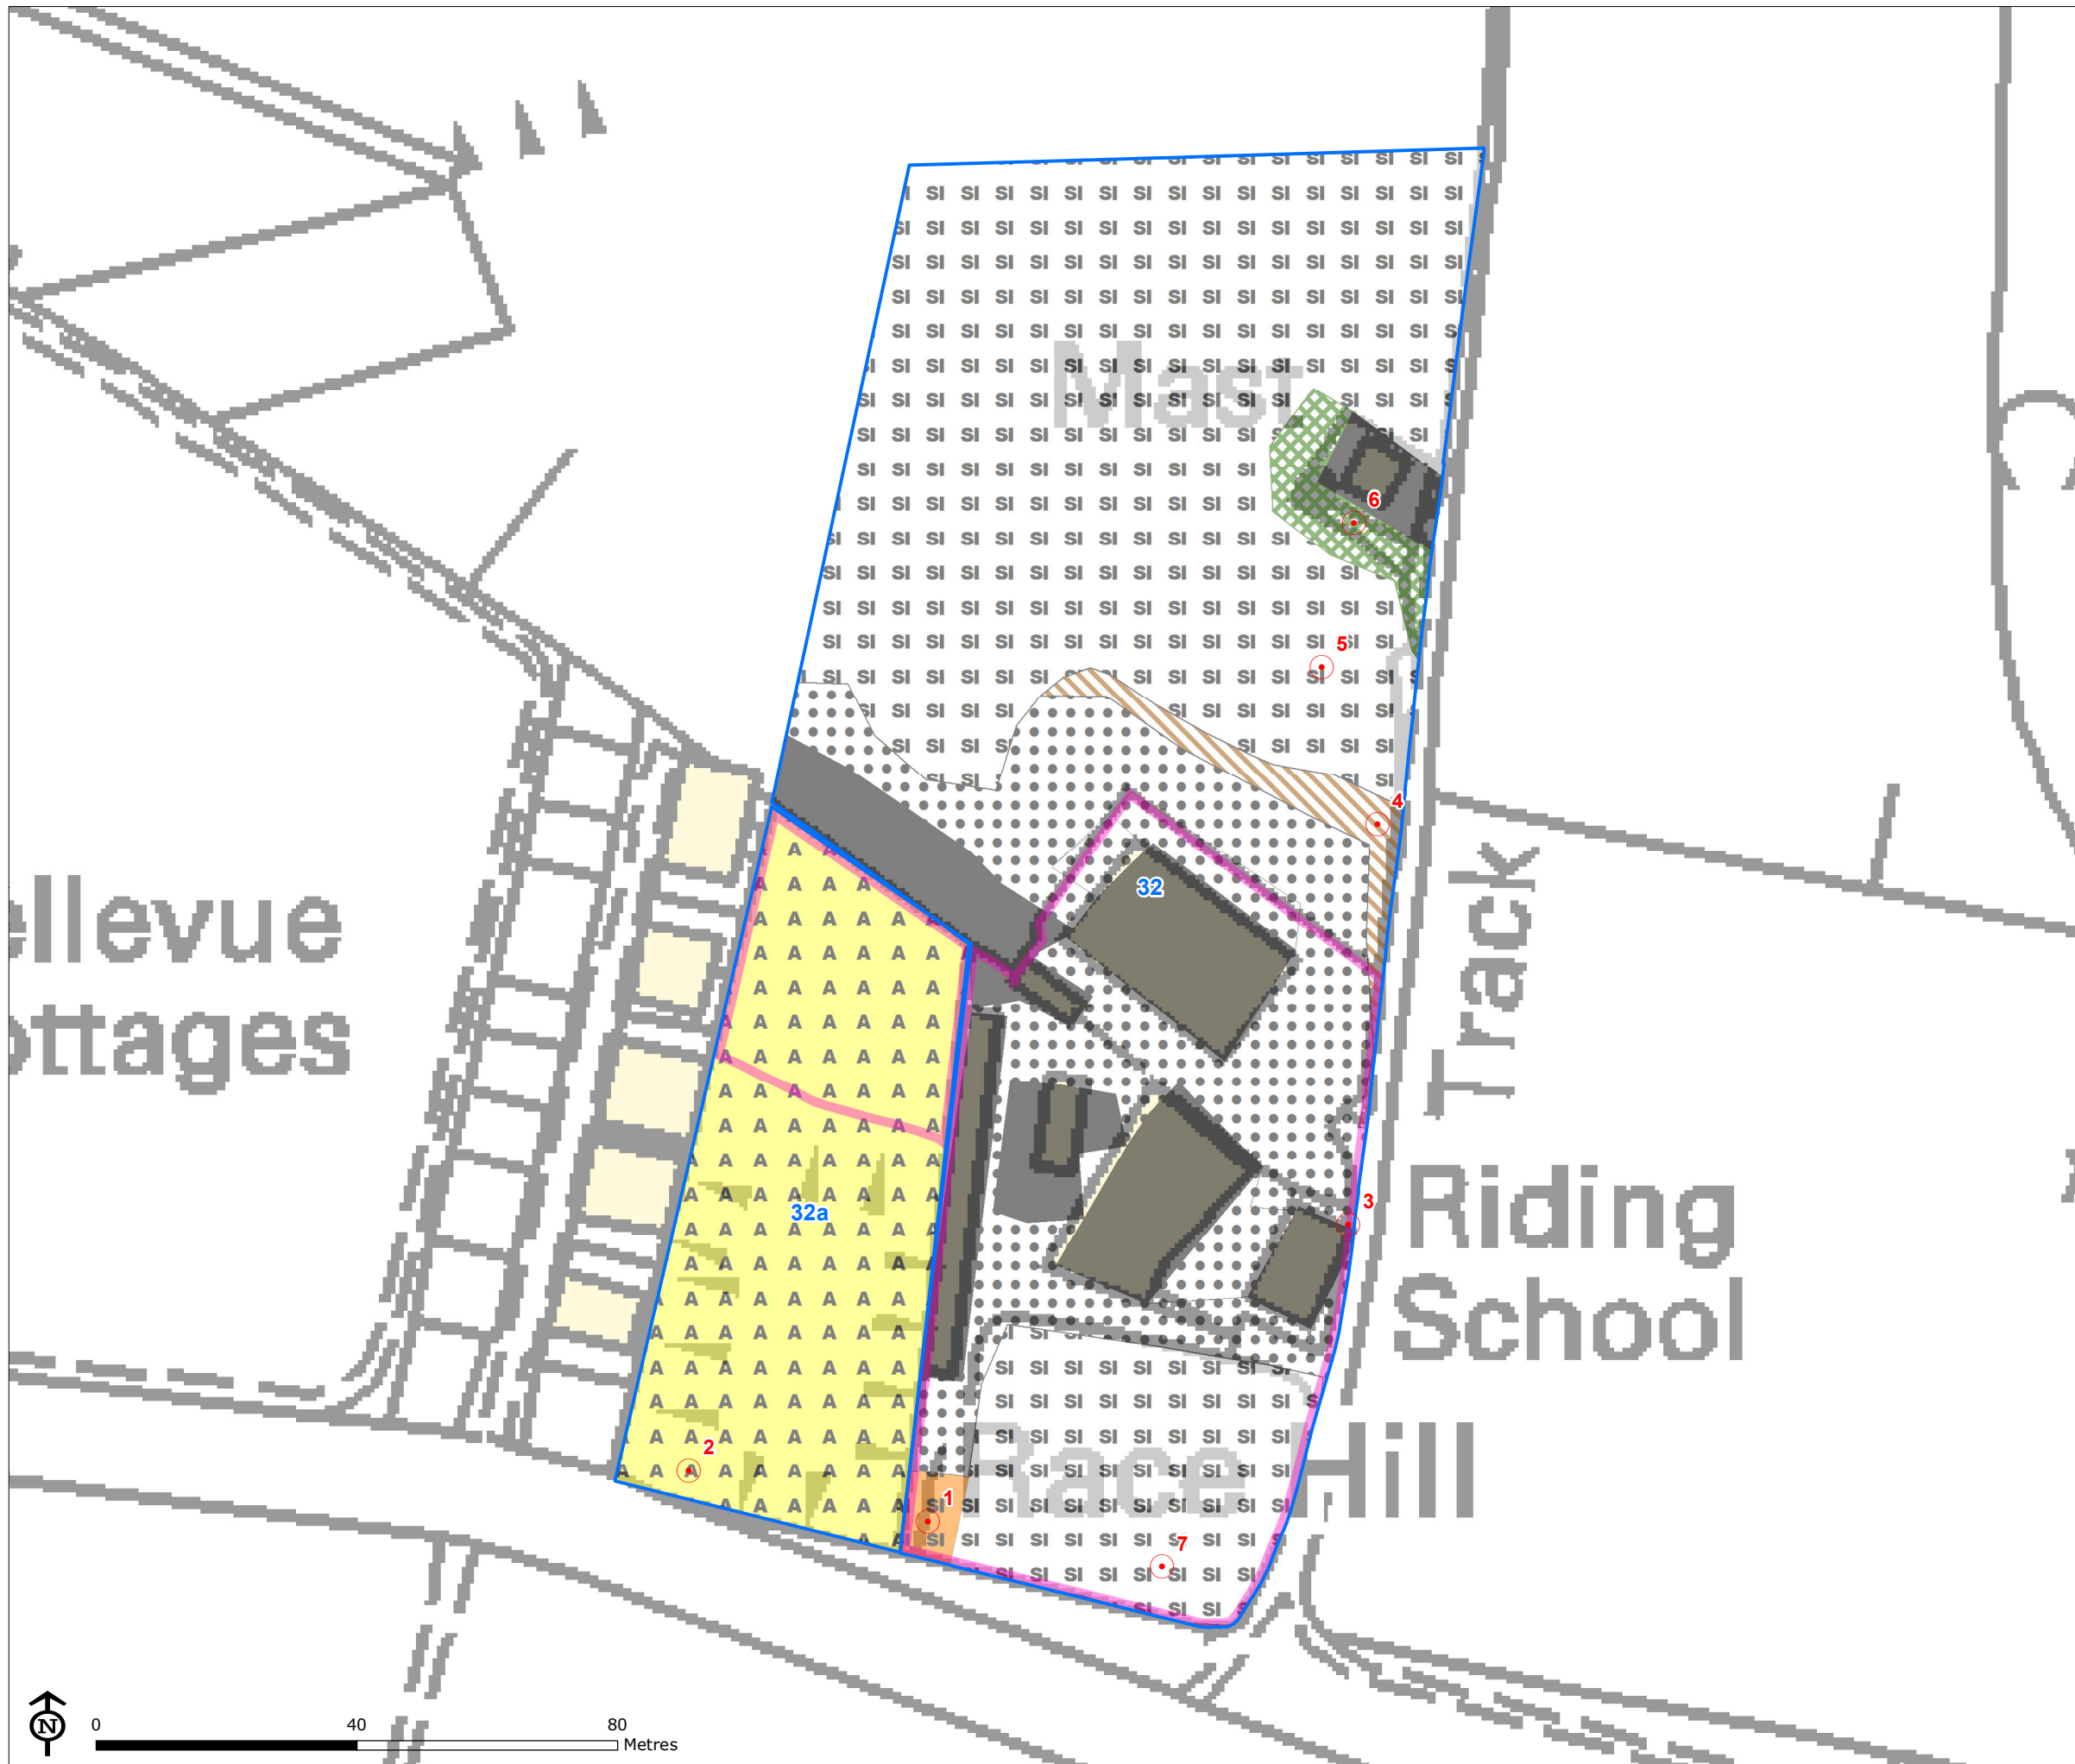 Mast
6
5
4
32
ellevue
ottages
Track
3
Riding
School
32a
2
1
Race Hill
7
N
0 40 80
Metres